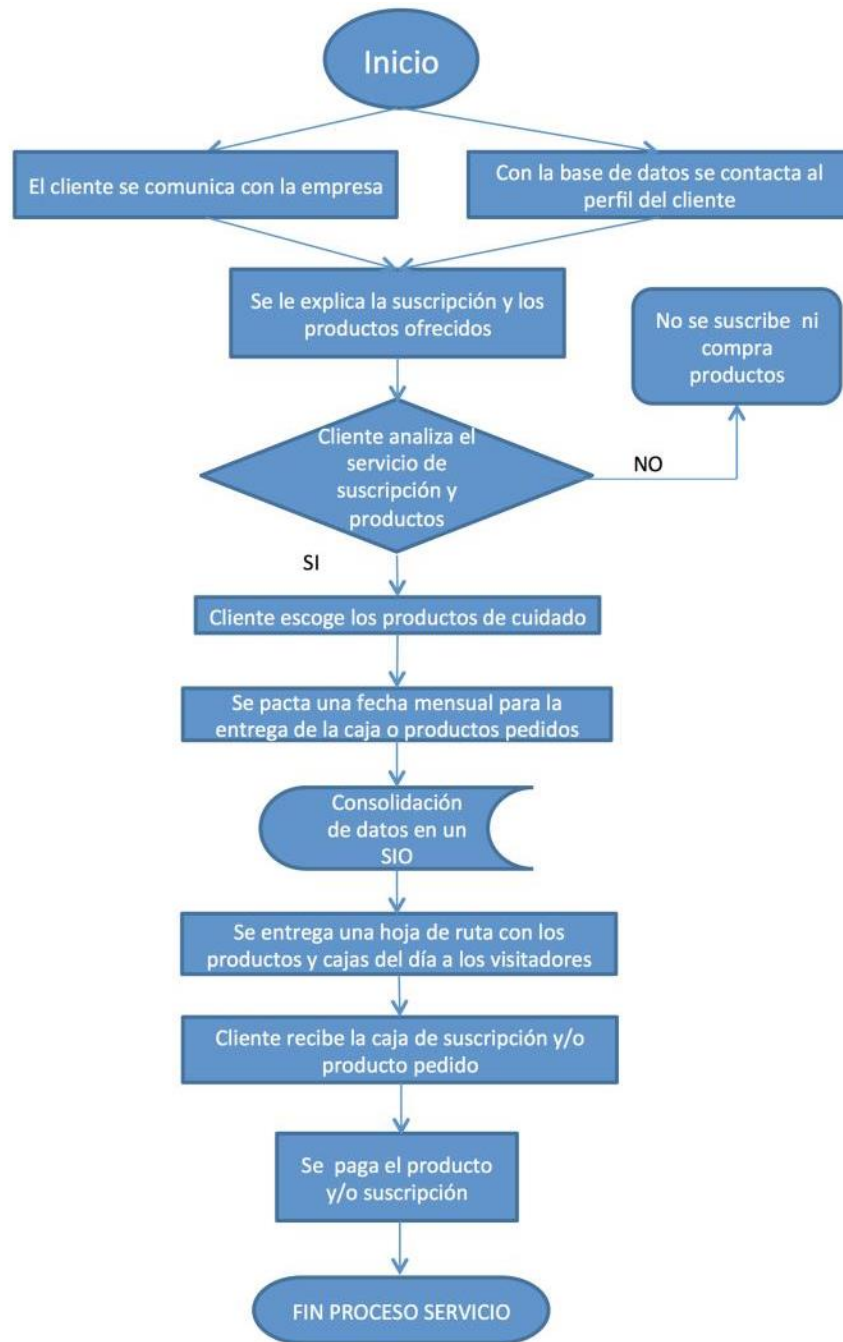 Inicio
El cliente se comunica con la empresa
Con la base de datos se contacta al
perfil del cliente
Se le explica la suscripción y los
productos ofrecidos
No se suscribe ni
compra
productos
Cliente analiza el
servicio de
suscripción y
productos
NO
SI
Cliente escoge los productos de cuidado
Se pacta una fecha mensual para la
entrega de la caja o productos pedidos
Consolidación
de datos en un
SIO
Se entrega una hoja de ruta con los
productos y cajas del día a los visitadores
Cliente recibe la caja de suscripción y/o
producto pedido
Se paga el producto
y/o suscripción
FIN PROCESO SERVICIO